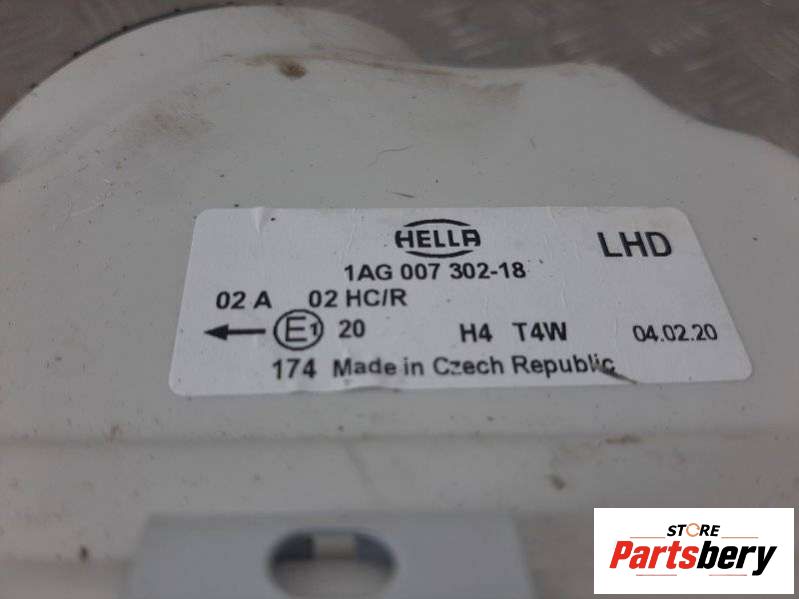 HELLA
LHD
1AG 007 302-18
02 A 02 HC/R
E1 20 H4 T4W 04.02.20
174 Made in Czech Republic
STORE
Partsbery